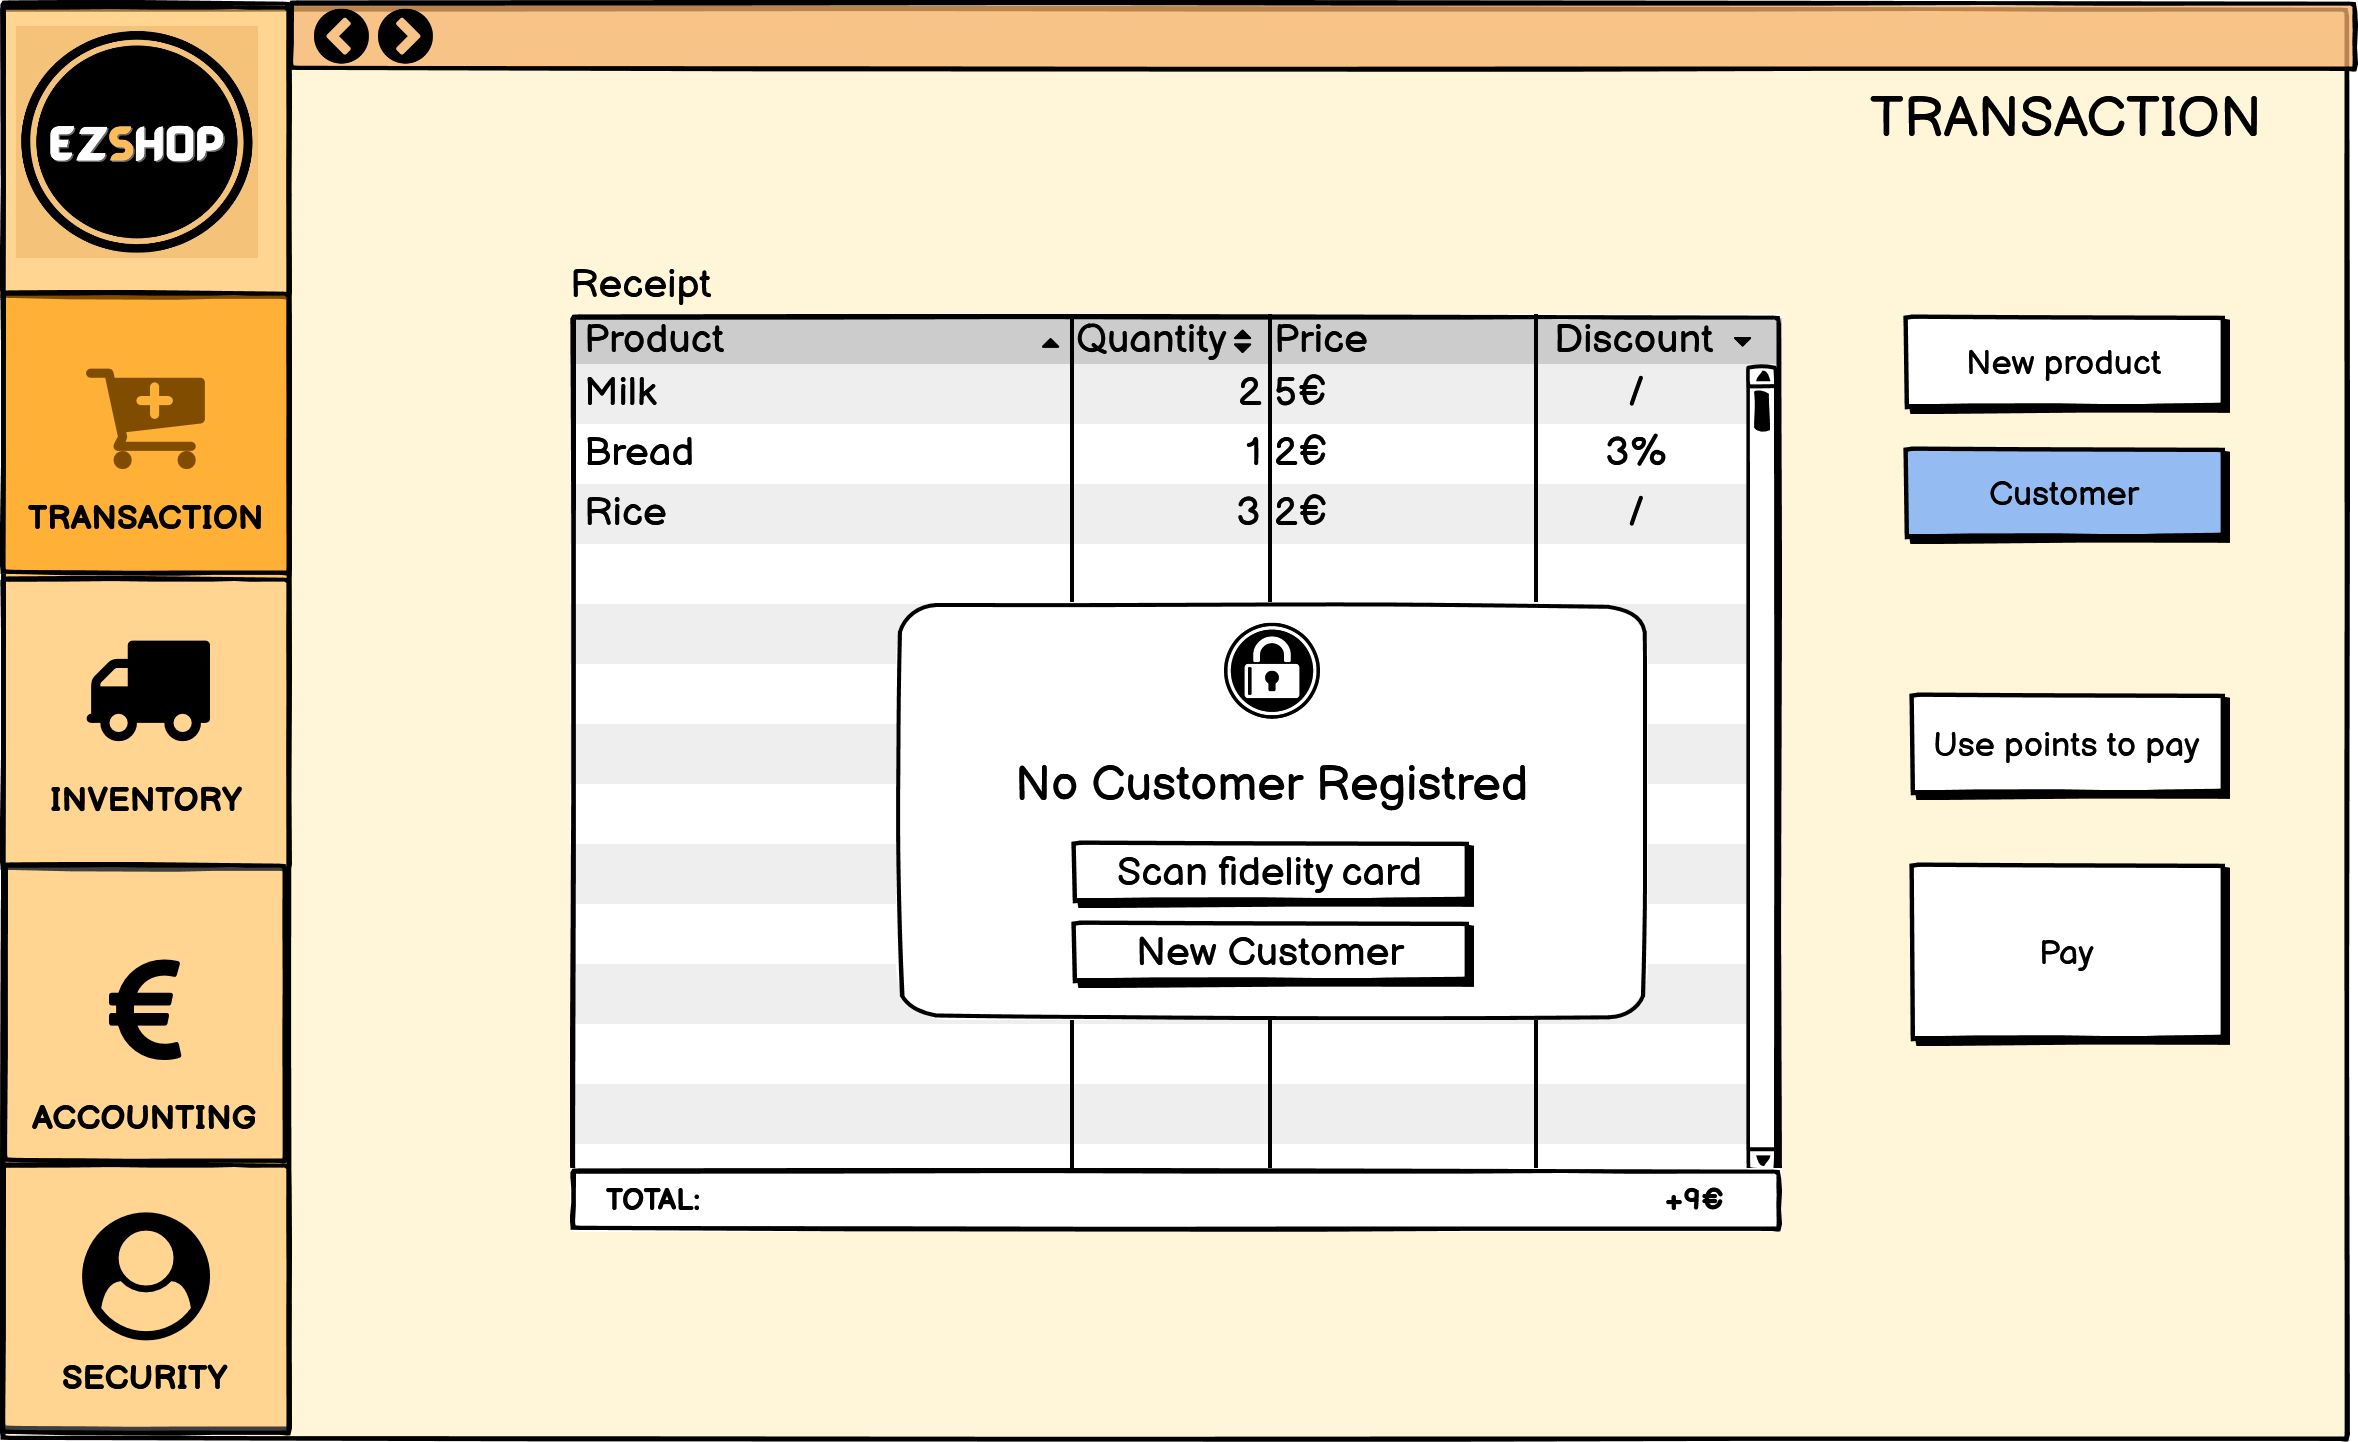 EZSHOP
TRANSACTION
INVENTORY
€
ACCOUNTING
SECURITY
TRANSACTION
Receipt
Product Quantity Price Discount
Milk 2 5€ /
Bread 1 2€ 3%
Rice 3 2€ /
No Customer Registred
Scan fidelity card
New Customer
TOTAL: +9€
New product
Customer
Use points to pay
Pay